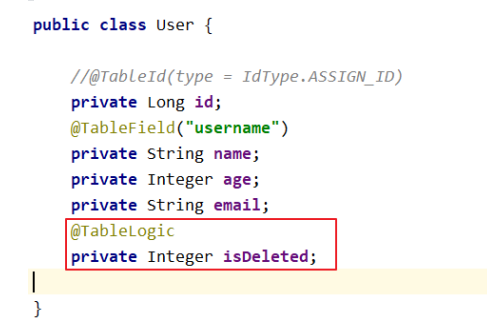 public class User {
//@TableId(type = IdType.ASSIGN_ID)
private Long id;
@TableField("username")
private String name;
private Integer age;
private String email;
@TableLogic
private Integer isDeleted;
}